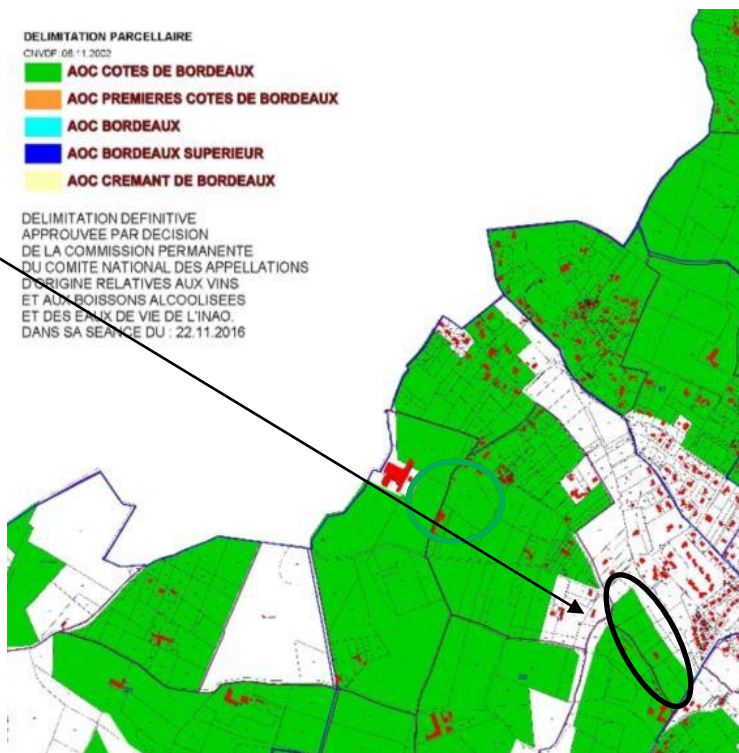 DELIMITATION PARCELLAIRE
CNVDF: 06.11.2002
AOC COTES DE BORDEAUX
AOC PREMIERES COTES DE BORDEAUX
AOC BORDEAUX
AOC BORDEAUX SUPERIEUR
AOC CREMANT DE BORDEAUX
DELIMITATION DEFINITIVE
APPROUVEE PAR DECISION
DE LA COMMISSION PERMANENTE
DU COMITE NATIONAL DES APPELLATIONS
D'ORIGINE RELATIVES AUX VINS
ET AUX BOISSONS ALCOOLISEES
ET DES EAUX DE VIE DE L'INAO.
DANS SA SEANCE DU : 22.11.2016